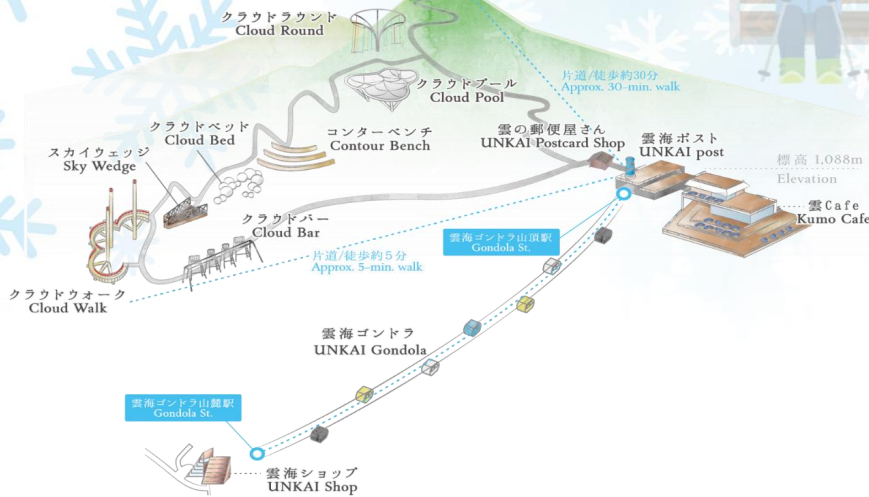 クラウドラウンド
Cloud Round
クラウドプール
Cloud Pool
片道/徒歩約30分
Approx. 30-min. walk
クラウドベッド
Cloud Bed
コンターベンチ
Contour Bench
雲の郵便屋さん
UNKAI Postcard Shop
雲海ポスト
UNKAI post
スカイウェッジ
Sky Wedge
標高 1,088m
Elevation
雲Cafe
Kumo Cafe
クラウドバー
Cloud Bar
雲海ゴンドラ山頂駅
Gondola St.
片道/徒歩約5分
Approx. 5-min. walk
クラウドウォーク
Cloud Walk
雲海ゴンドラ
UNKAI Gondola
雲海ゴンドラ山麓駅
Gondola St.
雲海ショップ
UNKAI Shop